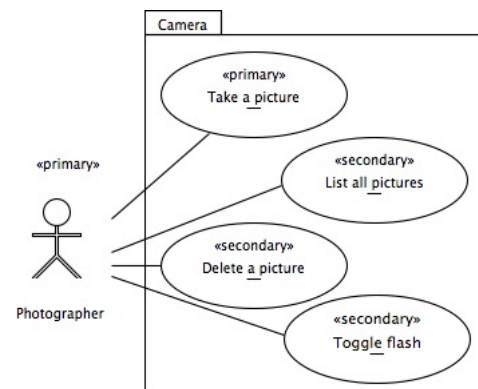 Camera
«primary»
Take a picture
«primary»
«secondary»
List all pictures
«secondary»
Delete a picture
Photographer
«secondary»
Toggle flash